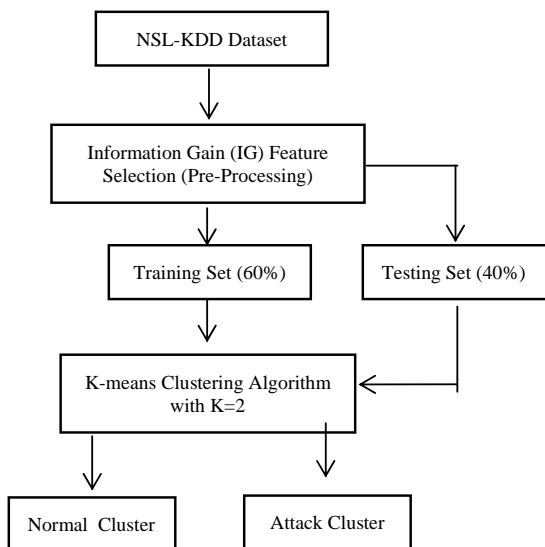 NSL-KDD Dataset
Information Gain (IG) Feature
Selection (Pre-Processing)
Training Set (60%)
Testing Set (40%)
K-means Clustering Algorithm
with K=2
Normal Cluster
Attack Cluster